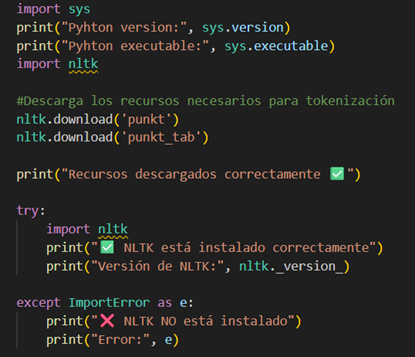 import sys
print("Pyhton version:", sys.version)
print("Pyhton executable:", sys.executable)
import nltk

#Descarga los recursos necesarios para tokenización
nltk.download('punkt')
nltk.download('punkt_tab')

print("Recursos descargados correctamente ✅")

try:
    import nltk
    print("✅ NLTK está instalado correctamente")
    print("Versión de NLTK:", nltk._version_)

except ImportError as e:
    print("❌ NLTK NO está instalado")
    print("Error:", e)